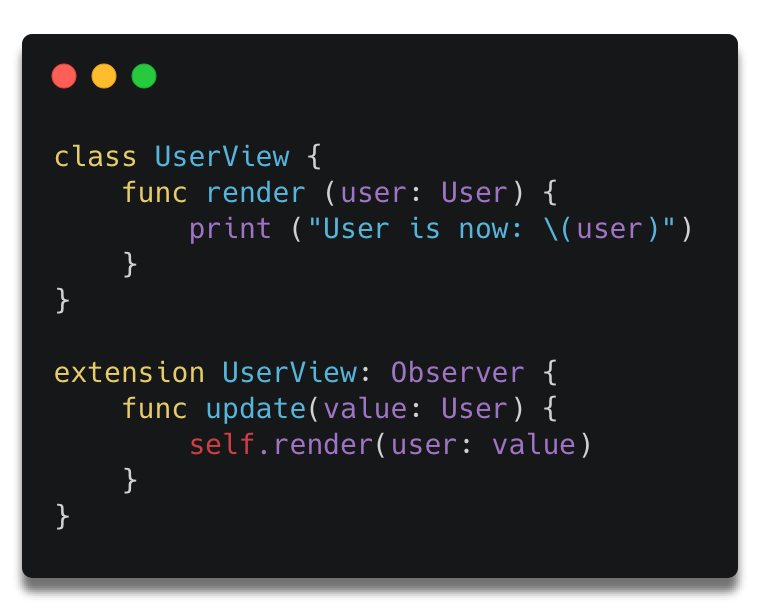 class UserView {
    func render (user: User) {
        print ("User is now: \(user)")
    }
}

extension UserView: Observer {
    func update(value: User) {
        self.render(user: value)
    }
}